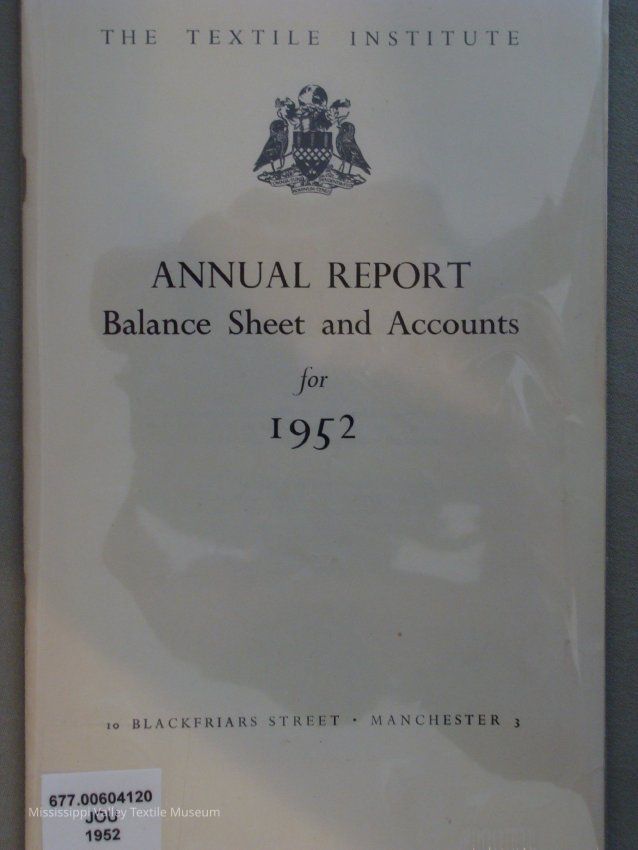 THE TEXTILE INSTITUTE
ANNUAL REPORT
Balance Sheet and Accounts
for
1952
10 BLACKFRIARS STREET · MANCHESTER 3
677.00604120
JOU
1952
Mississippi Valley Textile Museum